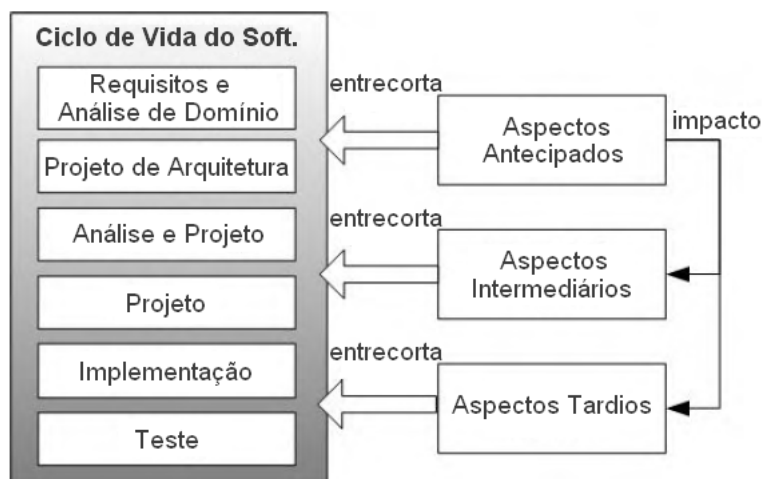 Ciclo de Vida do Soft.
Requisitos e
Análise de Domínio
Projeto de Arquitetura
Análise e Projeto
Projeto
Implementação
Teste
entrecorta
Aspectos
Antecipados
impacto
entrecorta
Aspectos
Intermediários
entrecorta
Aspectos Tardios